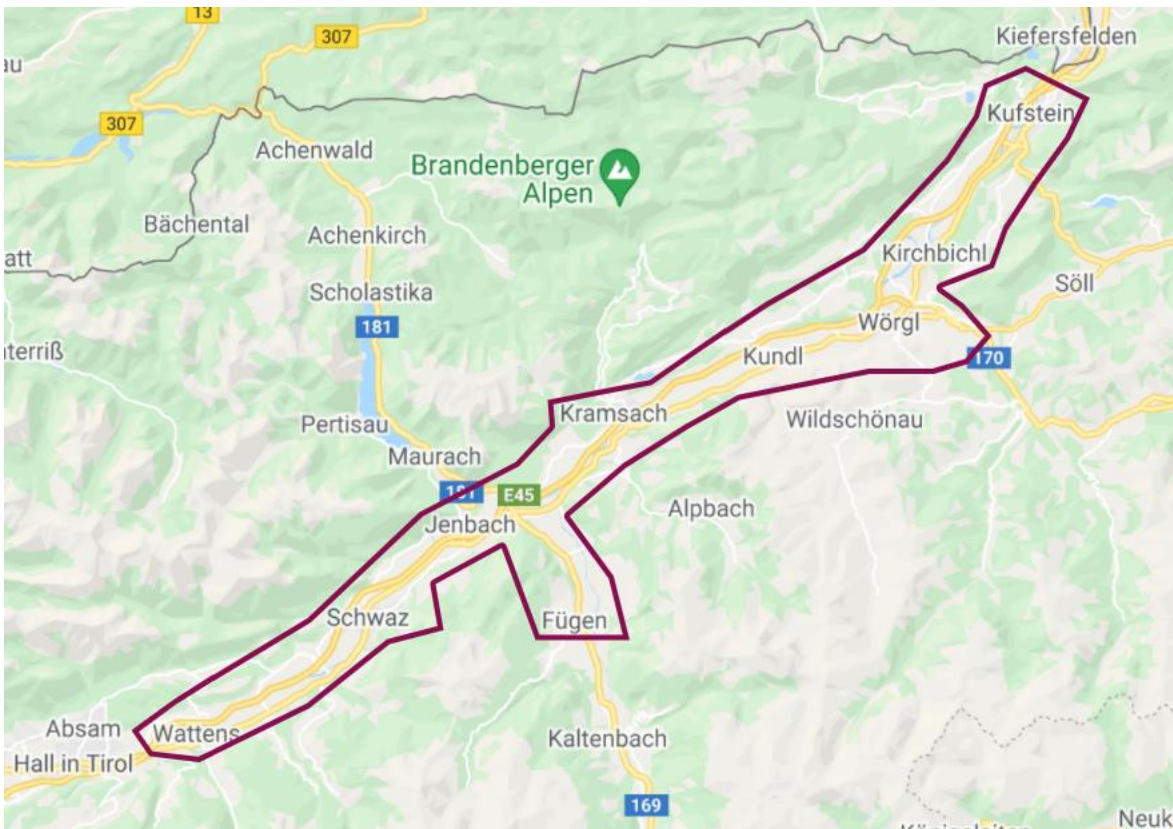 13
307
Kiefersfelden
au
307
Kufstein
Achenwald
Brandenberger
Alpen
Bächental
Achenkirch
Kirchbichl
att
Söll
Scholastika
181
Wörgl
nterriß
Kundl
170
Kramsach
Wildschönau
Pertisau
Maurach
181
E45
Alpbach
Jenbach
Schwaz
Fügen
Absam
Wattens
Kaltenbach
Hall in Tirol
169
Neuk